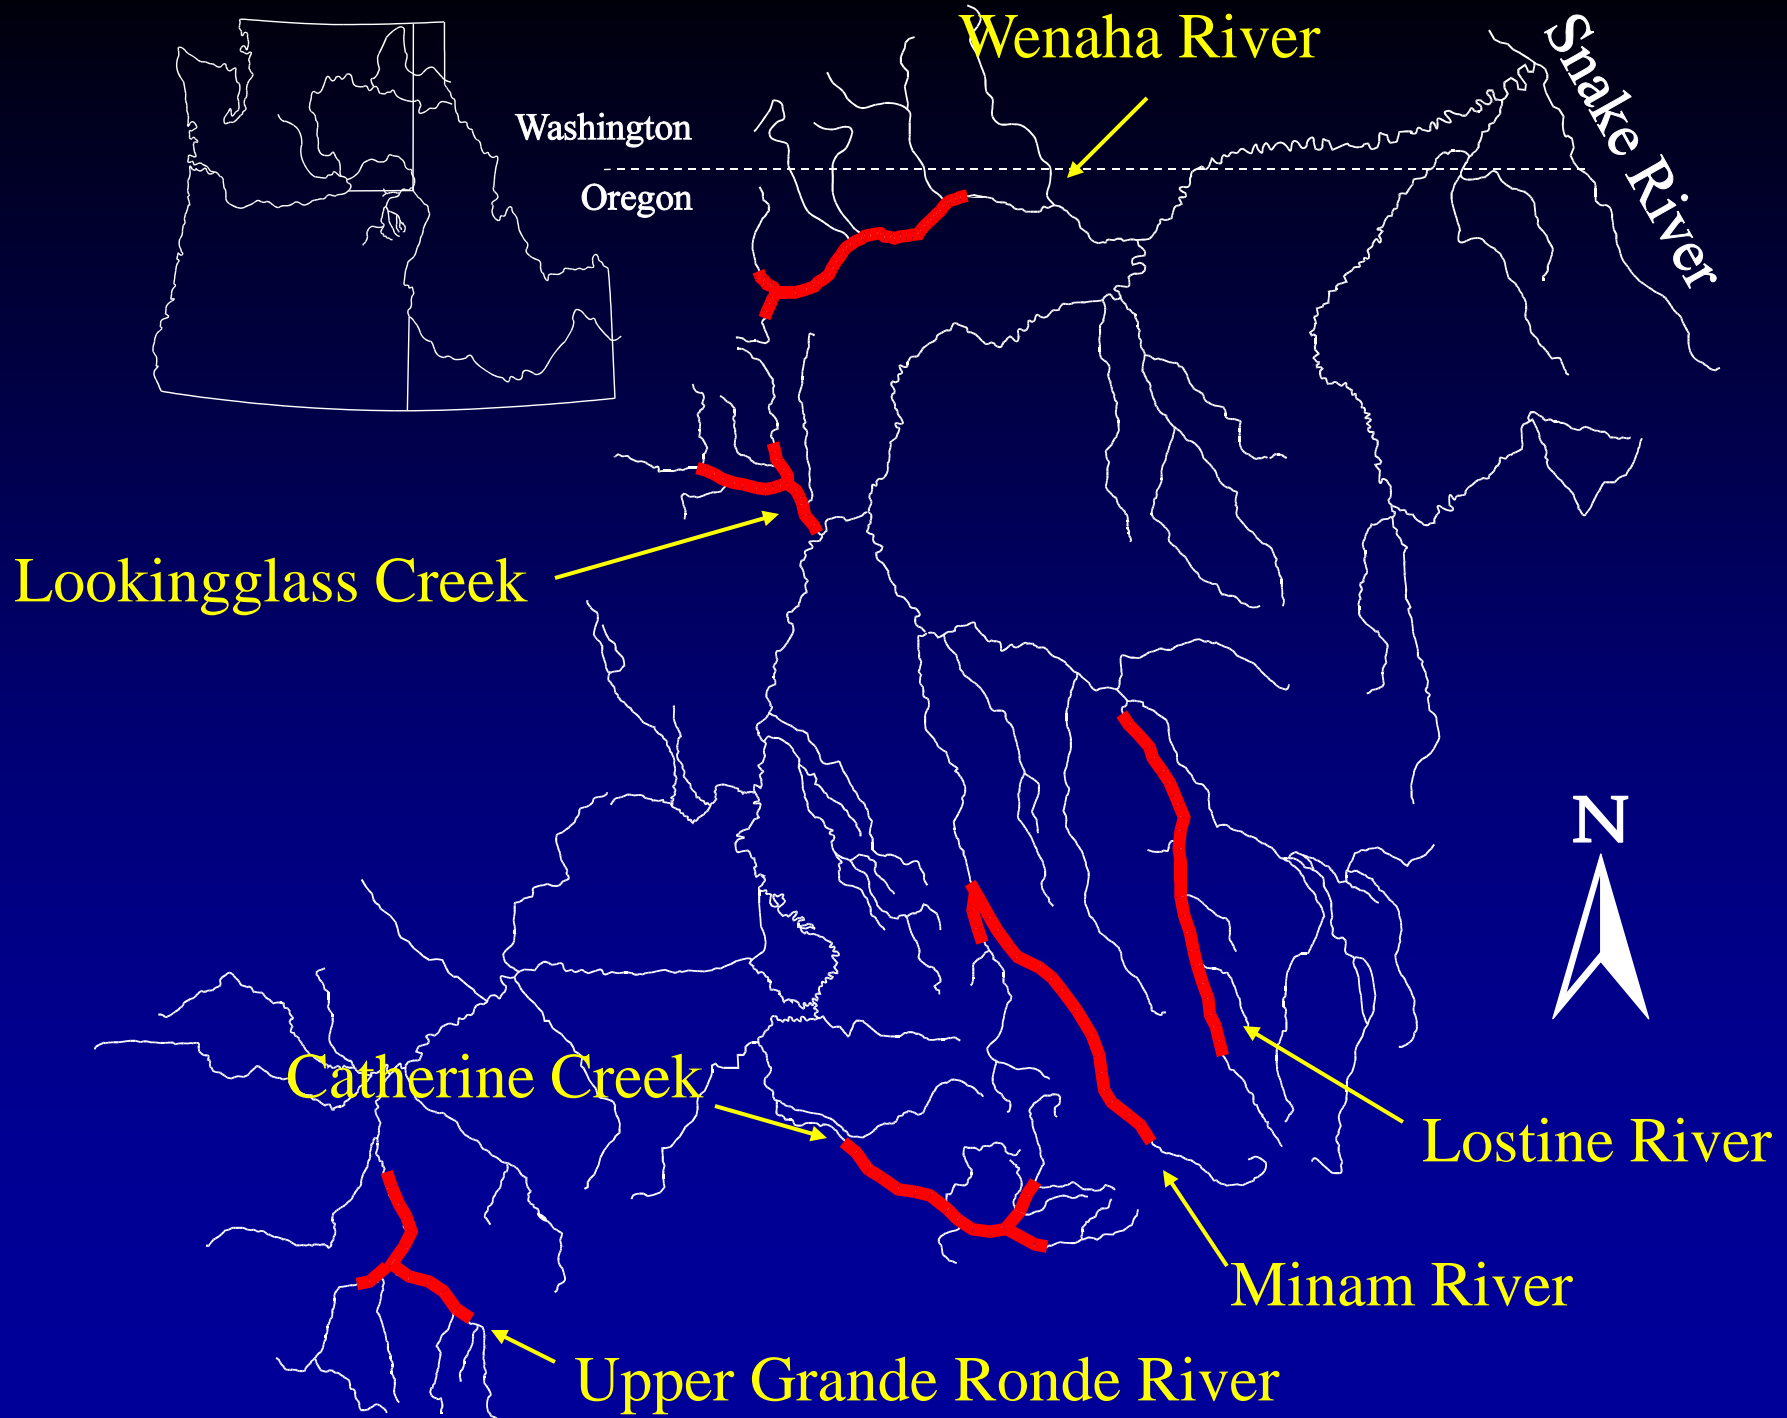 Wenaha River
Snake River
Washington
Oregon
Lookingglass Creek
N
Catherine Creek
Lostine River
Minam River
Upper Grande Ronde River